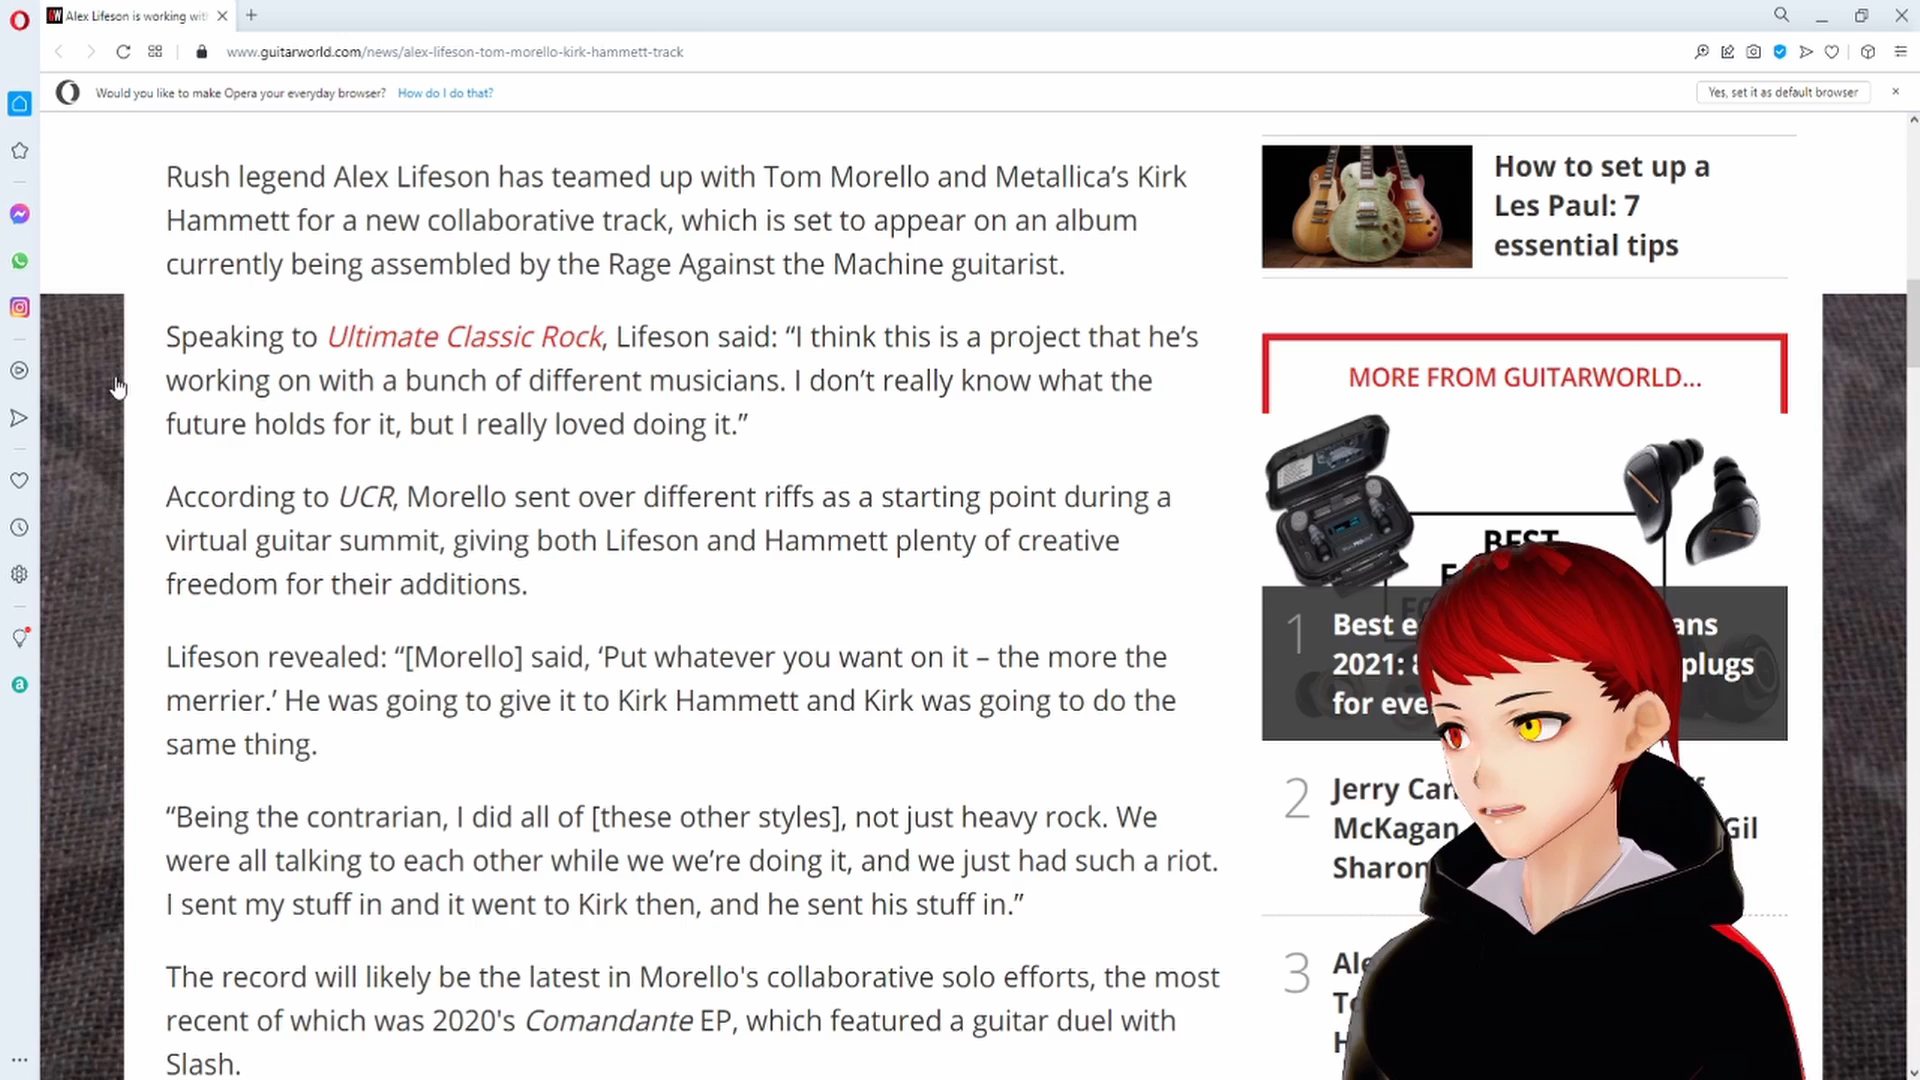 Alex Lifeson is working wit
www.guitarworld.com/news/alex-lifeson-tom-morello-kirk-hammett-track
Would you like to make Opera your everyday browser? How do I do that?
Yes, set it as default browser
Rush legend Alex Lifeson has teamed up with Tom Morello and Metallica’s Kirk
Hammett for a new collaborative track, which is set to appear on an album
currently being assembled by the Rage Against the Machine guitarist.
Speaking to Ultimate Classic Rock, Lifeson said: “I think this is a project that he’s
working on with a bunch of different musicians. I don’t really know what the
future holds for it, but I really loved doing it.”
According to UCR, Morello sent over different riffs as a starting point during a
virtual guitar summit, giving both Lifeson and Hammett plenty of creative
freedom for their additions.
Lifeson revealed: “[Morello] said, ‘Put whatever you want on it – the more the
merrier.’ He was going to give it to Kirk Hammett and Kirk was going to do the
same thing.
“Being the contrarian, I did all of [these other styles], not just heavy rock. We
were all talking to each other while we we’re doing it, and we just had such a riot.
I sent my stuff in and it went to Kirk then, and he sent his stuff in.”
The record will likely be the latest in Morello's collaborative solo efforts, the most
recent of which was 2020's Comandante EP, which featured a guitar duel with
Slash.
How to set up a
Les Paul: 7
essential tips
MORE FROM GUITARWORLD...
BEST
1
Best
2021: plugs
for
2
Jerry
McKagan Gil
Sharon
3